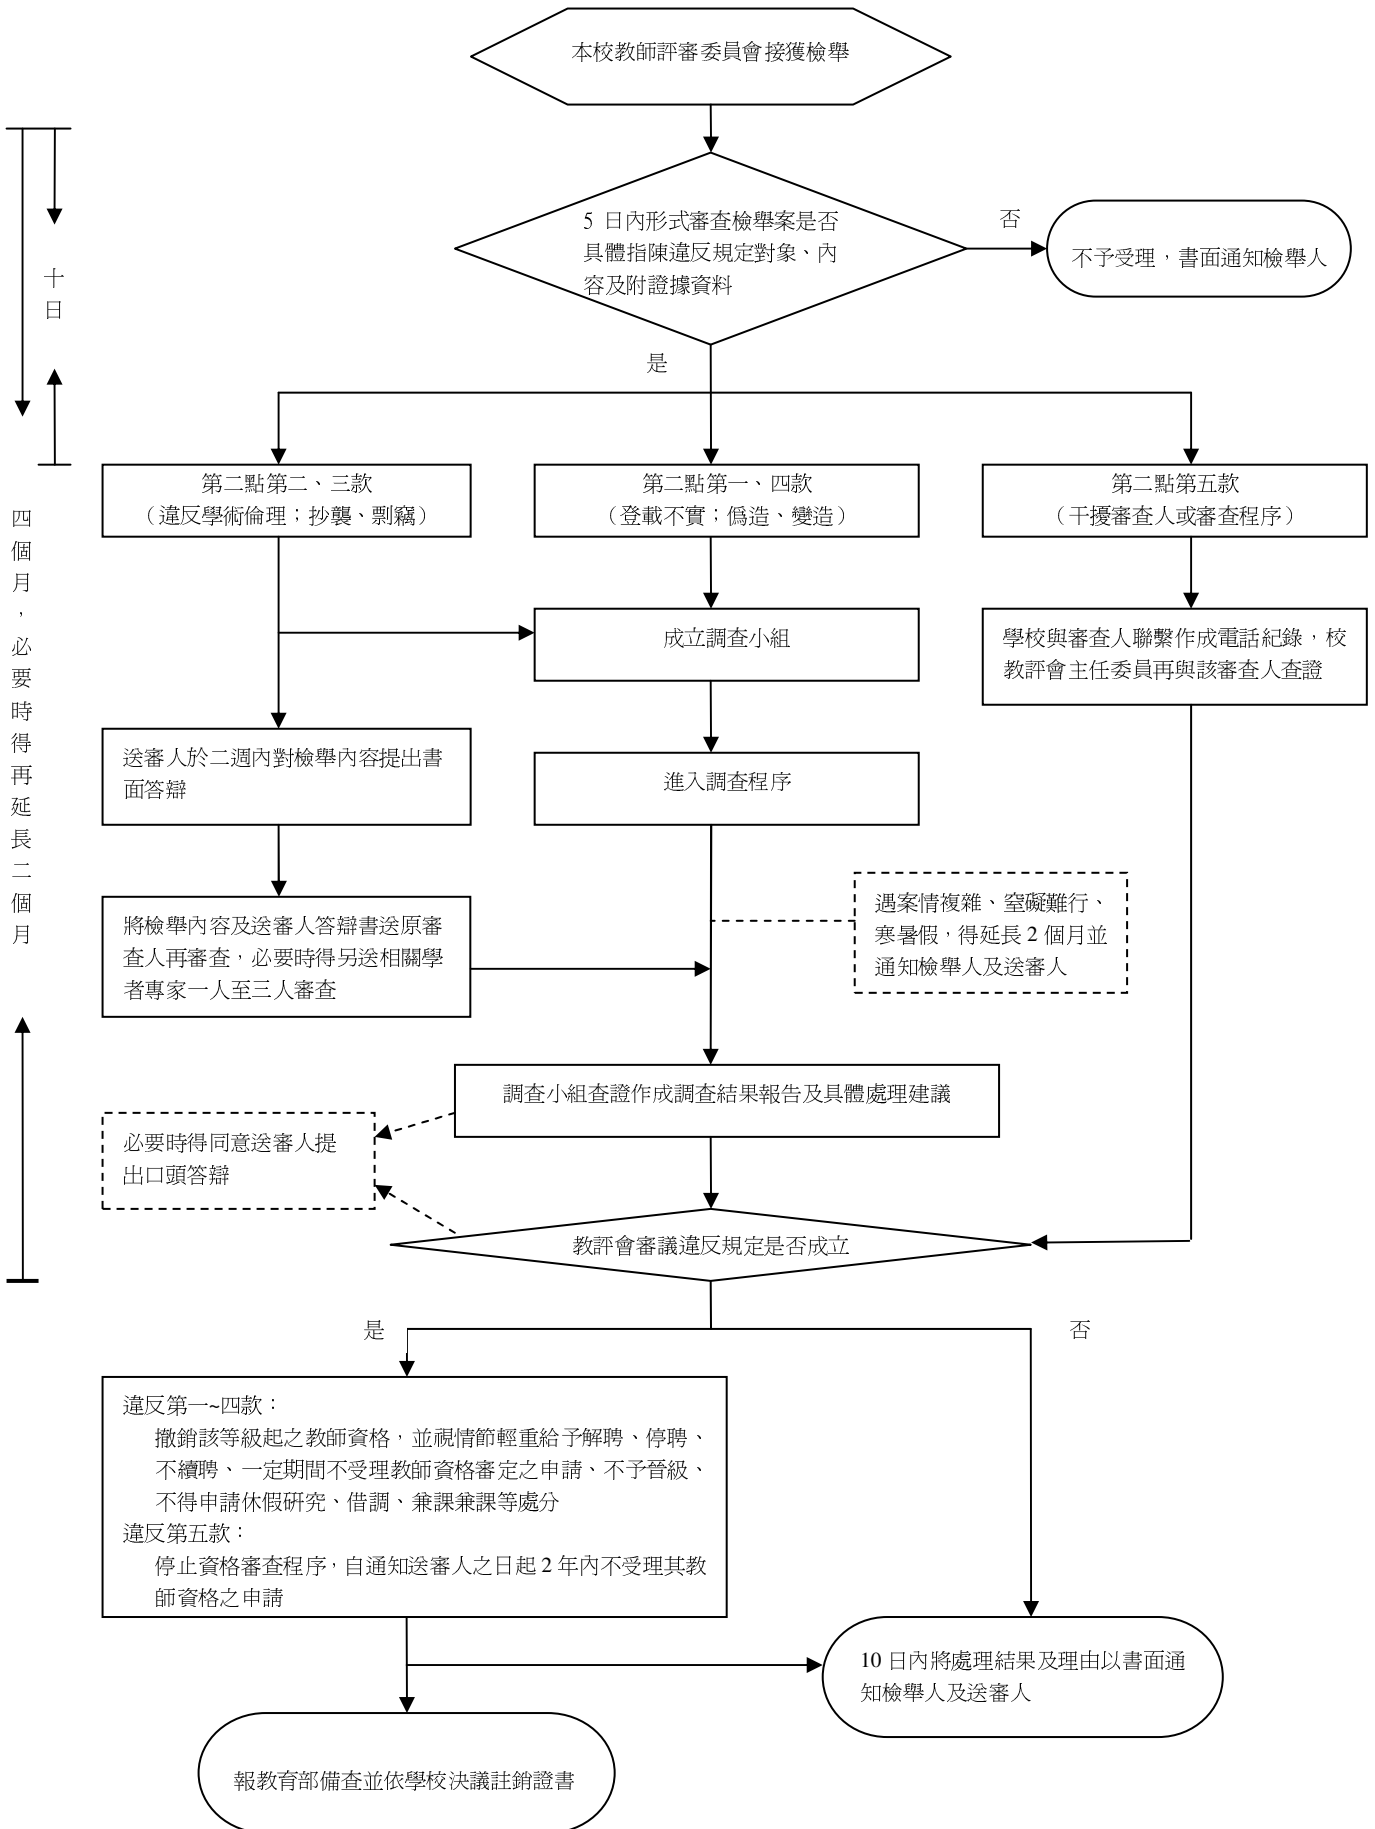 本校教師評審委員會接獲檢舉
5 日內形式審查檢舉案是否
具體指陳違反規定對象、內
容及附證據資料
否
不予受理，書面通知檢舉人
十日
是
四個月，必要時得再延長二個月
第二點第二、三款
（違反學術倫理；抄襲、剽竊）
第二點第一、四款
（登載不實；偽造、變造）
第二點第五款
（干擾審查人或審查程序）
成立調查小組
學校與審查人聯繫作成電話紀錄，校
教評會主任委員再與該審查人查證
送審人於二週內對檢舉內容提出書
面答辯
進入調查程序
將檢舉內容及送審人答辯書送原審
查人再審查，必要時得另送相關學
者專家一人至三人審查
遇案情複雜、窒礙難行、
寒暑假，得延長 2 個月並
通知檢舉人及送審人
調查小組查證作成調查結果報告及具體處理建議
必要時得同意送審人提
出口頭答辯
教評會審議違反規定是否成立
是
否
違反第一~四款：
撤銷該等級起之教師資格，並視情節輕重給予解聘、停聘、
不續聘、一定期間不受理教師資格審定之申請、不予晉級、
不得申請休假研究、借調、兼課兼課等處分
違反第五款：
停止資格審查程序，自通知送審人之日起 2 年內不受理其教
師資格之申請
10 日內將處理結果及理由以書面通
知檢舉人及送審人
報教育部備查並依學校決議註銷證書